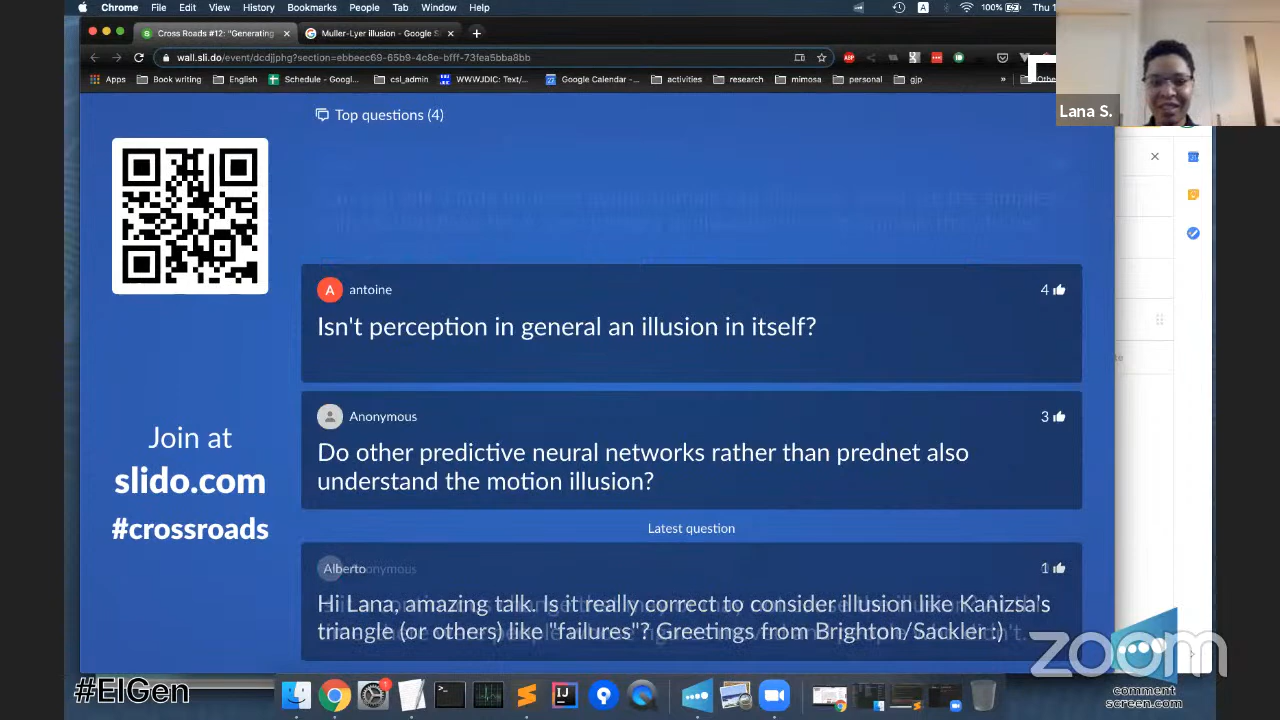 Chrome File Edit View History Bookmarks People Tab Window Help 100% Thu 1
Cross Roads #12: "Generating × Muller-Lyer illusion - Google S × +
wall.sli.do/event/dcdjjphg?section=ebbeec69-65b9-4c8e-bfff-73fea5bba8bb
Apps Book writing English Schedule - Googl... csl_admin WWWJDIC: Text/... Google Calendar -... activities research mimosa personal gjp
Lana S.
Top questions (4)
antoine 4
Isn't perception in general an illusion in itself?
Anonymous 3
Do other predictive neural networks rather than prednet also
understand the motion illusion?
Latest question
Alberto 1
Hi Lana, amazing talk. Is it really correct to consider illusion like Kanizsa's
triangle (or others) like "failures"? Greetings from Brighton/Sackler :)
Join at
slido.com
#crossroads
#EIGen
zoom
comment
screen.com